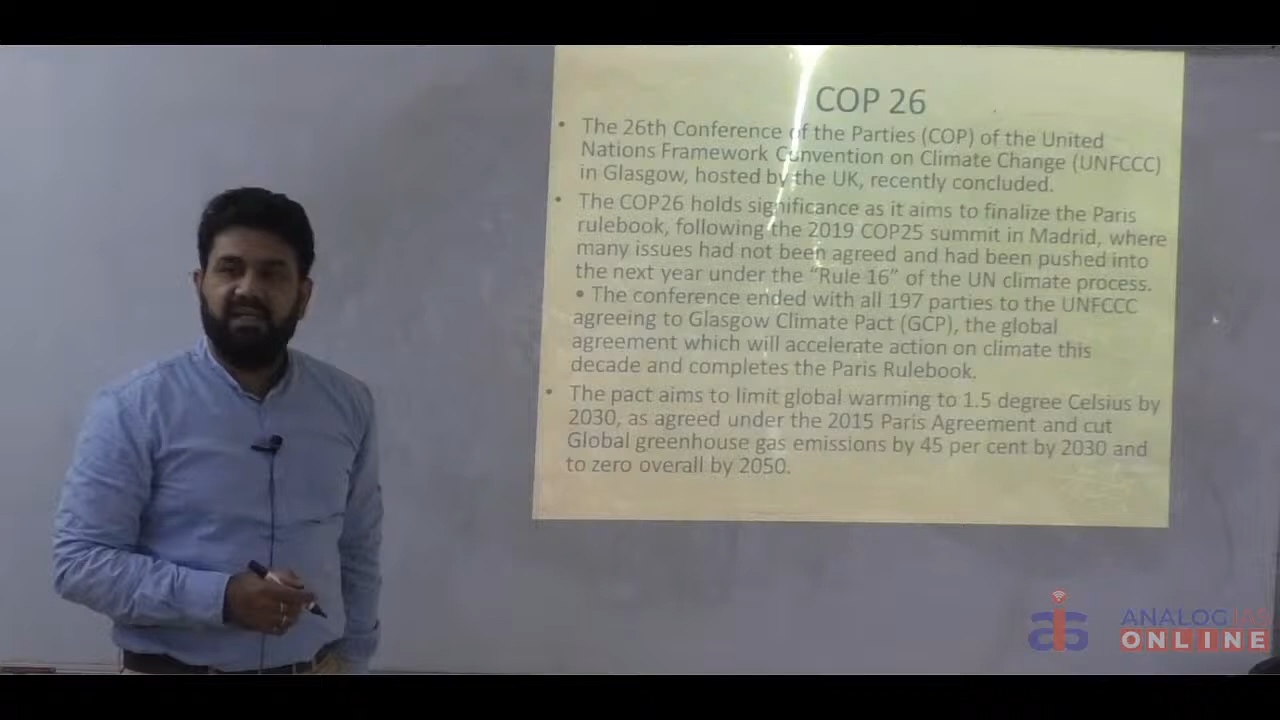 COP 26
• The 26th Conference of the Parties (COP) of the United
Nations Framework Convention on Climate Change (UNFCCC)
in Glasgow, hosted by the UK, recently concluded.
• The COP26 holds significance as it aims to finalize the Paris
rulebook, following the 2019 COP25 summit in Madrid, where
many issues had not been agreed and had been pushed into
the next year under the “Rule 16” of the UN climate process.
• The conference ended with all 197 parties to the UNFCCC
agreeing to Glasgow Climate Pact (GCP), the global
agreement which will accelerate action on climate this
decade and completes the Paris Rulebook.
• The pact aims to limit global warming to 1.5 degree Celsius by
2030, as agreed under the 2015 Paris Agreement and cut
Global greenhouse gas emissions by 45 per cent by 2030 and
to zero overall by 2050.
ANALOG IAS
ONLINE